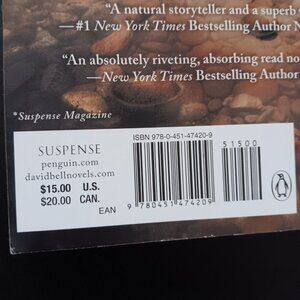 "A natural storyteller and a superb
—#1 New York Times Bestselling Author
"An absolutely riveting, absorbing read
—New York Times Bestselling Author
*Suspense Magazine
ISBN 978-0-451-47420-9
SUSPENSE
penguin.com
davidbellnovels.com
$15.00 U.S.
$20.00 CAN.
EAN
51500
9 780451 474209